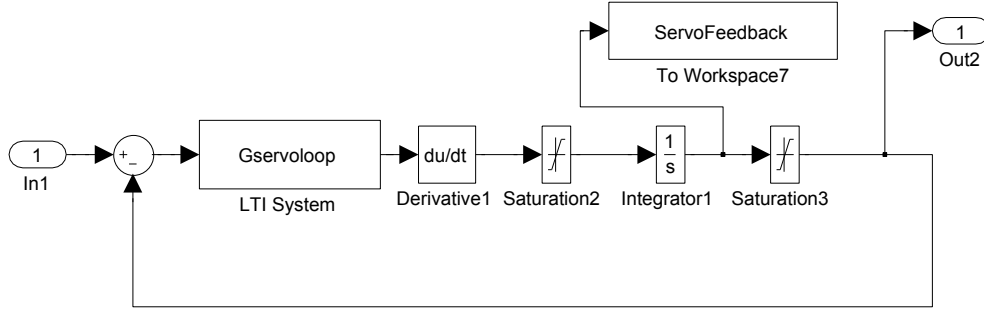 ServoFeedback
To Workspace7
1
Out2
1
In1
+
−
Gservoloop
LTI System
du/dt
Derivative1
Saturation2
1
s
Integrator1
Saturation3